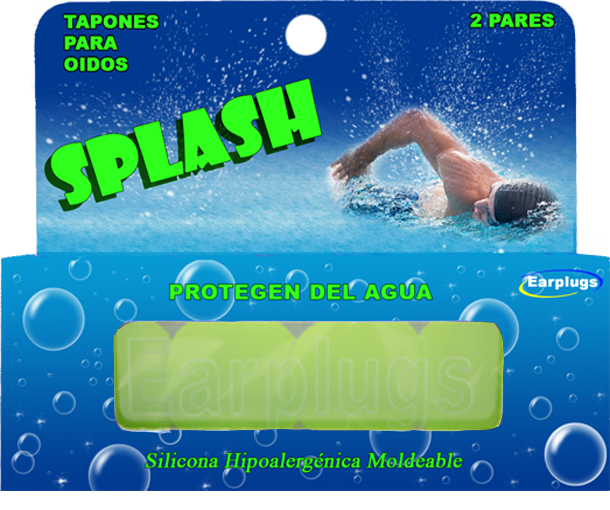 TAPONES
PARA
OIDOS
2 PARES
SPLASH
PROTEGEN DEL AGUA
Earplugs
Earplugs
Silicona Hipoalergénica Moldeable